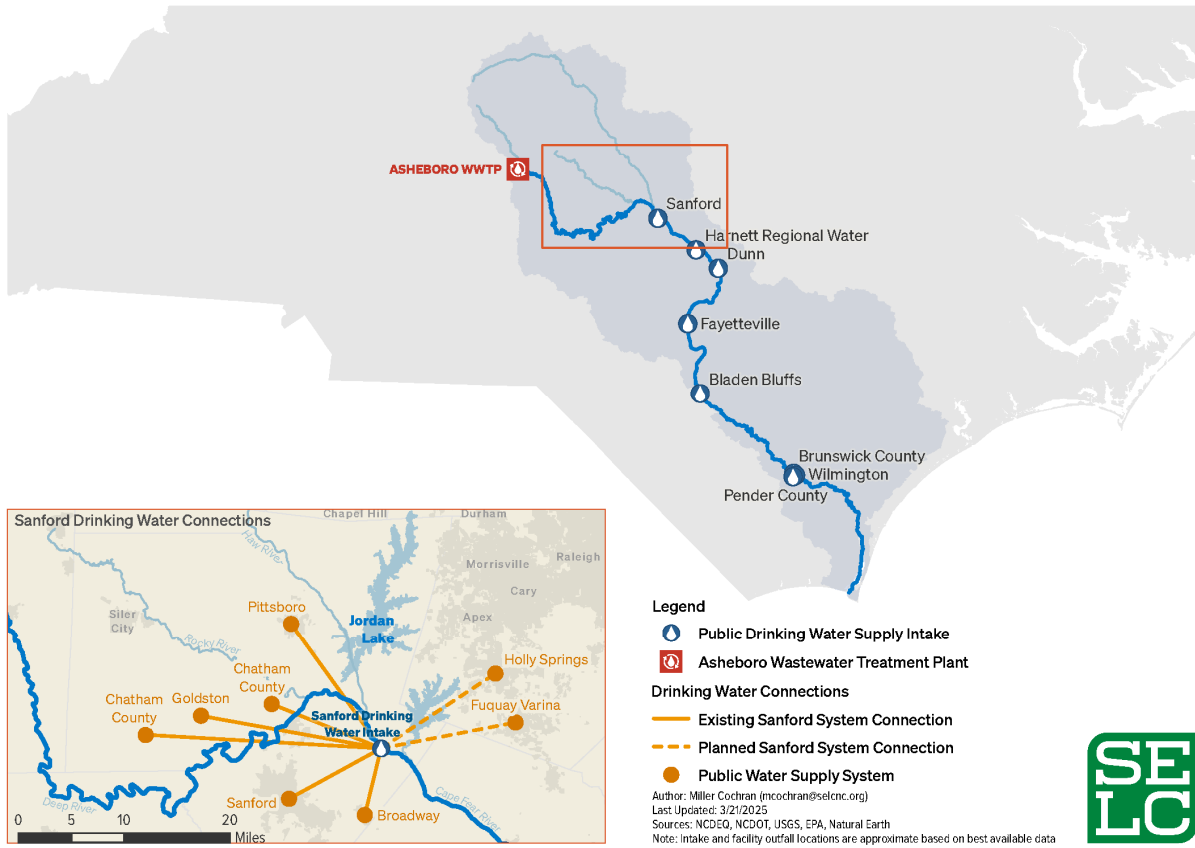 ASHEBORO WWTP
Sanford
Harnett Regional Water
Dunn
Fayetteville
Bladen Bluffs
Brunswick County
Wilmington
Pender County
Sanford Drinking Water Connections
Chapel Hill
Durham
Raleigh
Morrisville
Cary
Apex
Haw River
Siler
City
Pittsboro
Jordan
Lake
Rocky River
Holly Springs
Chatham
County
Chatham
County
Goldston
Fuquay Varina
Sanford Drinking
Water Intake
Deep River
Sanford
Broadway
Cape Fear River
0 5 10 20
Miles
Legend
Public Drinking Water Supply Intake
Asheboro Wastewater Treatment Plant
Drinking Water Connections
Existing Sanford System Connection
Planned Sanford System Connection
Public Water Supply System
Author: Miller Cochran (mcochran@selcnc.org)
Last Updated: 3/21/2025
Sources: NCDEQ, NCDOT, USGS, EPA, Natural Earth
Note: Intake and facility outfall locations are approximate based on best available data
SE
LC